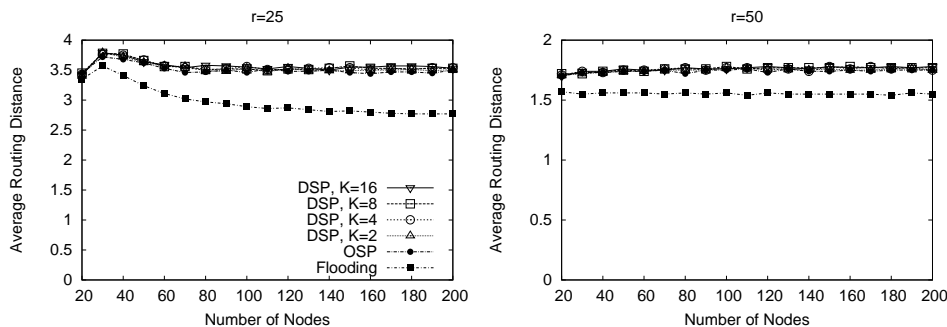 r=25
Average Routing Distance
4
3.5
3
2.5
2
1.5
1
0.5
0
DSP, K=16
DSP, K=8
DSP, K=4
DSP, K=2
OSP
Flooding
20 40 60 80 100 120 140 160 180 200
Number of Nodes
r=50
Average Routing Distance
2
1.5
1
0.5
0
20 40 60 80 100 120 140 160 180 200
Number of Nodes